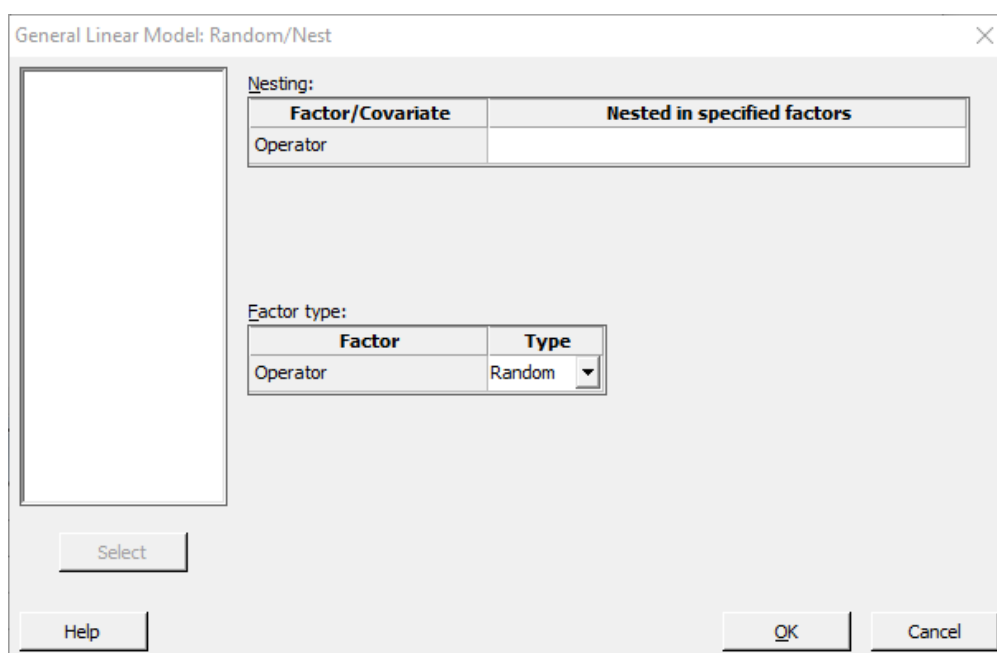 General Linear Model: Random/Nest
Nesting:
Factor/Covariate Nested in specified factors
Operator
Factor type:
Factor Type
Operator Random
Select
Help OK Cancel